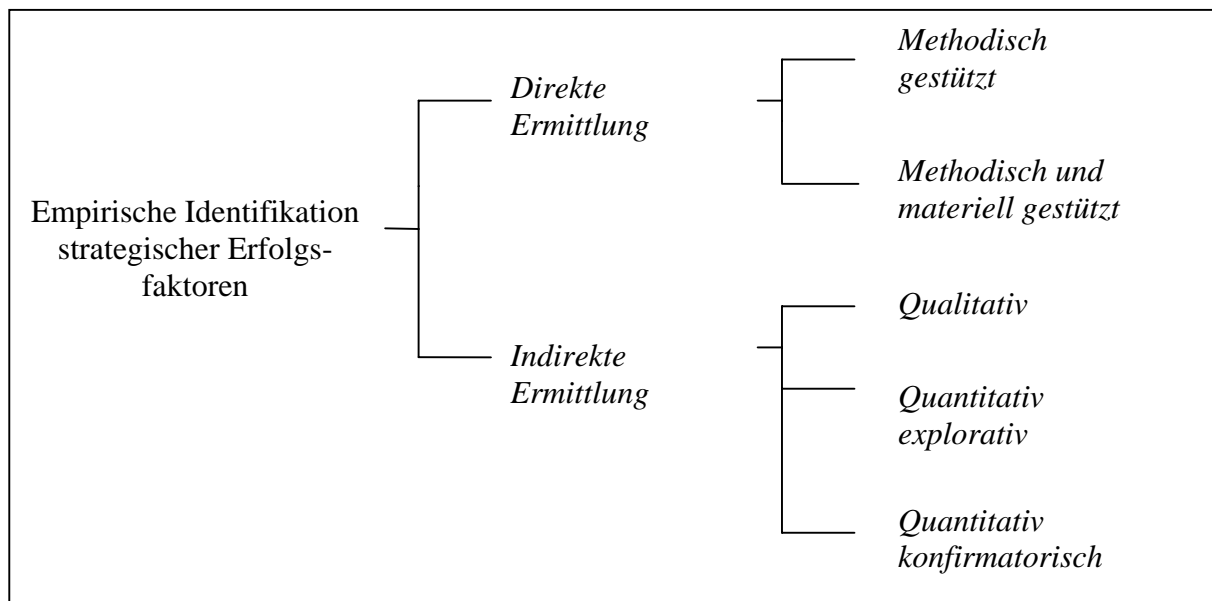 Empirische Identifikation
strategischer Erfolgs-
faktoren
Direkte
Ermittlung
Methodisch
gestützt
Methodisch und
materiell gestützt
Indirekte
Ermittlung
Qualitativ
Quantitativ
explorativ
Quantitativ
konfirmatorisch